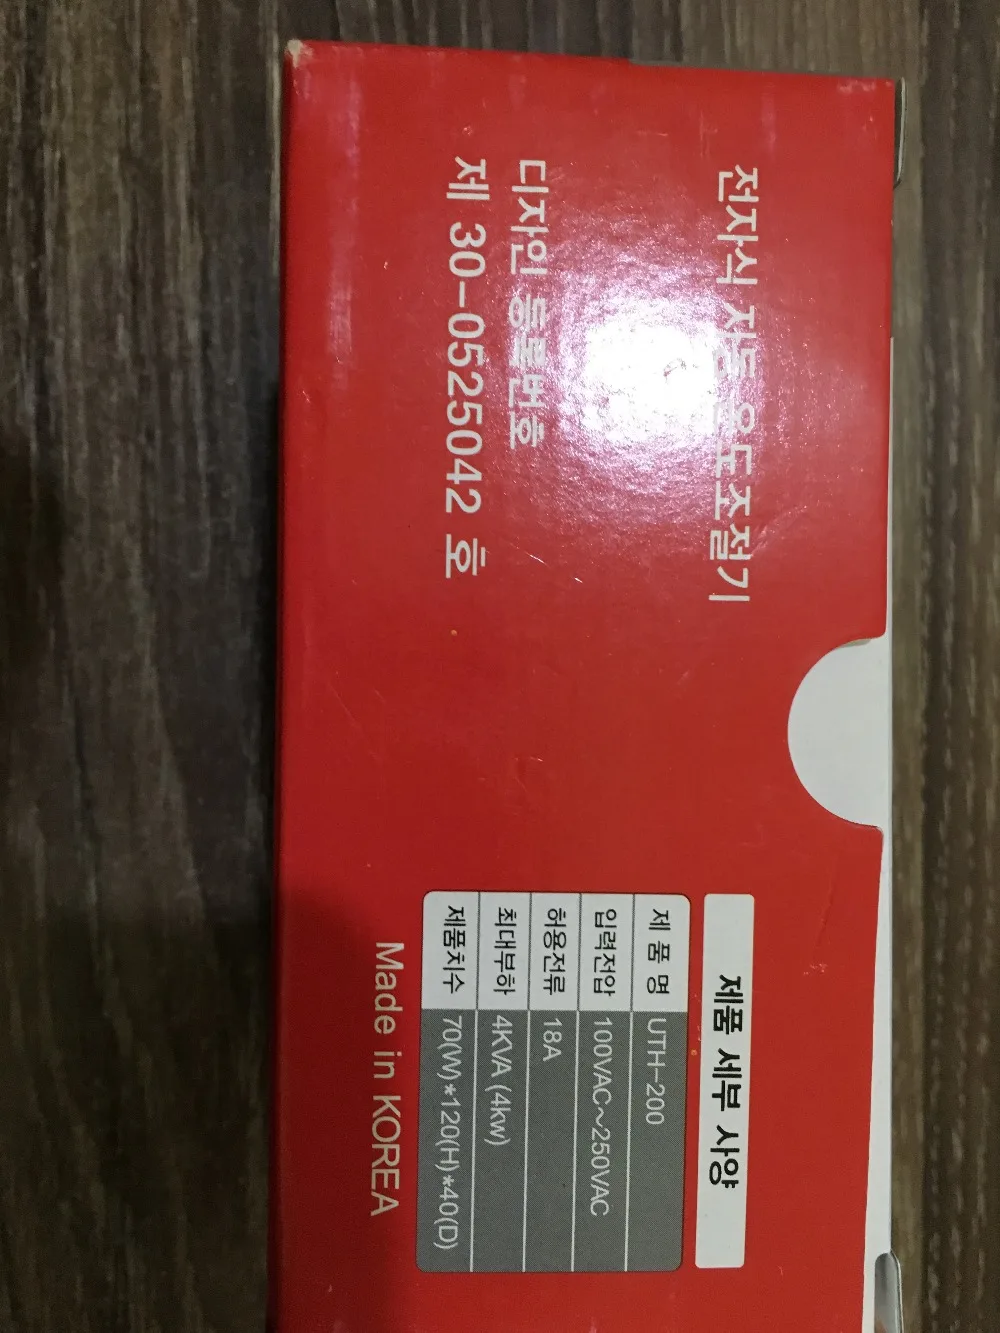 전자식 자동온도조절기
디자인 등록번호
제 30-0525042 호
제품 세부 사양
제 품 명 UTH-200
입력전압 100VAC~250VAC
허용전류 18A
최대부하 4KVA (4kw)
제품치수 70(W)*120(H)*40(D)
Made in KOREA